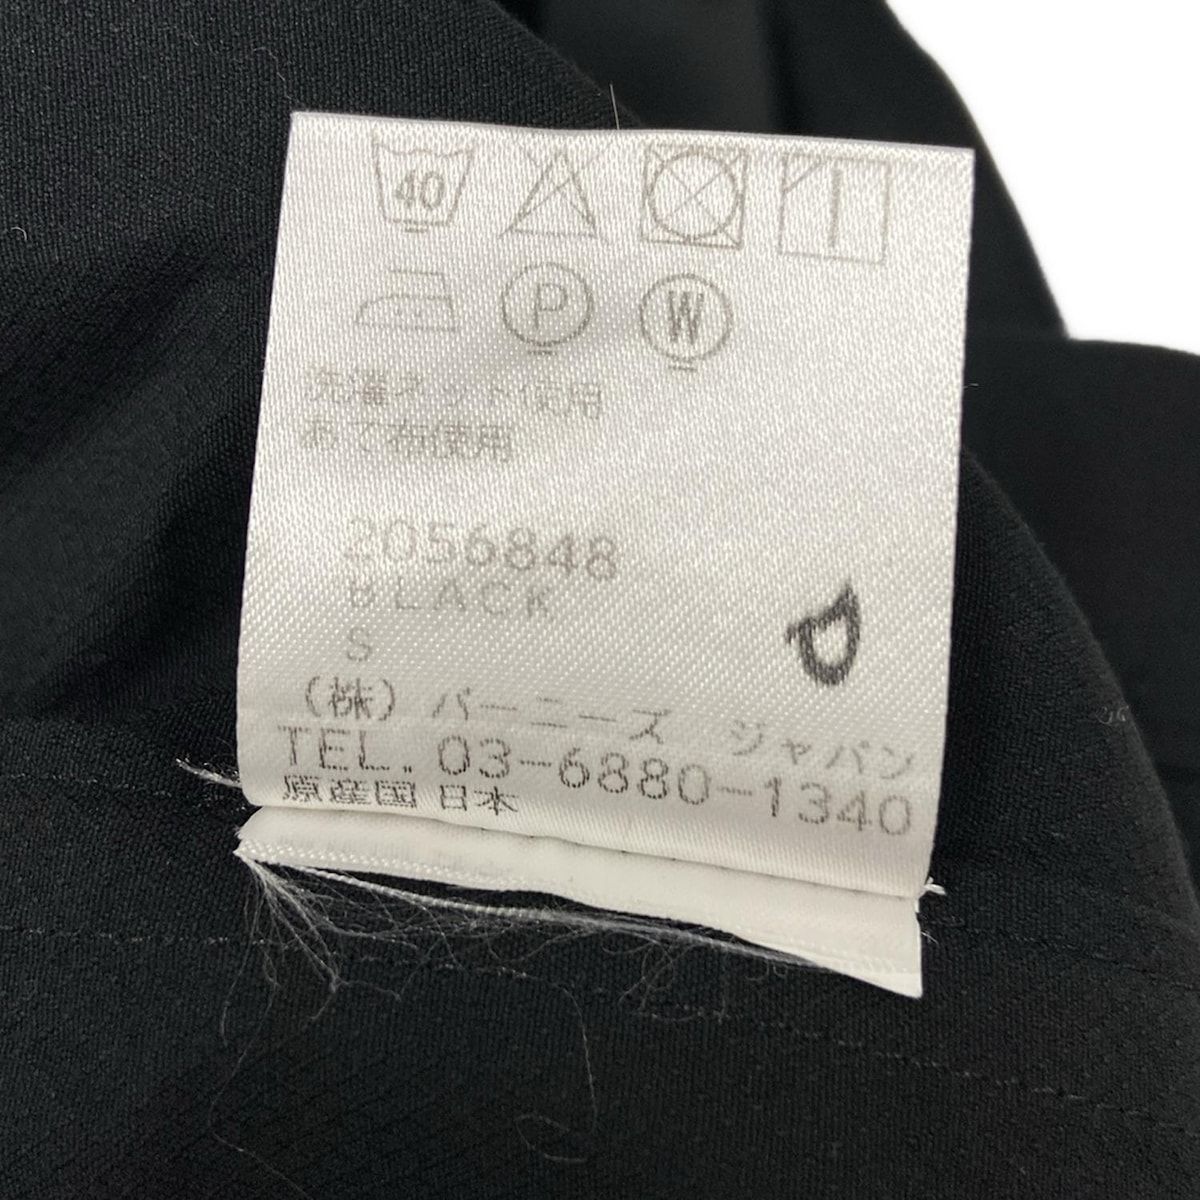 40
P W
洗濯ネット使用
あて布使用
2056848
BLACK
S
(株) バーニーズ ジャパン
TEL. 03-6880-1340
原産国 日本